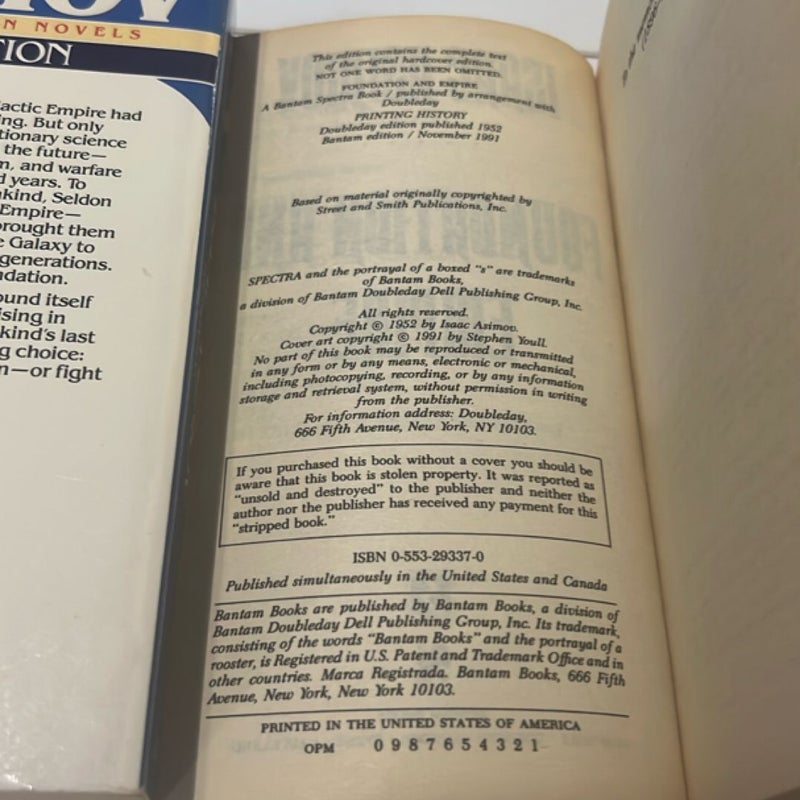 N NOVELS
TION
actic Empire had
ng. But only
tionary science
the future—
n, and warfare
d years. To
nkind, Seldon
Empire—
brought them
e Galaxy to
generations.
ndation.
ound itself
ising in
kind's last
g choice:
n—or fight
This edition contains the complete text
of the original hardcover edition.
NOT ONE WORD HAS BEEN OMITTED.
FOUNDATION AND EMPIRE
A Bantam Spectra Book / published by arrangement with
Doubleday
PRINTING HISTORY
Doubleday edition published 1952
Bantam edition / November 1991
Based on material originally copyrighted by
Street and Smith Publications, Inc.
SPECTRA and the portrayal of a boxed "s" are trademarks
of Bantam Books,
a division of Bantam Doubleday Dell Publishing Group, Inc.
All rights reserved.
Copyright © 1952 by Isaac Asimov.
Cover art copyright © 1991 by Stephen Youll.
No part of this book may be reproduced or transmitted
in any form or by any means, electronic or mechanical,
including photocopying, recording, or by any information
storage and retrieval system, without permission in writing
from the publisher.
For information address: Doubleday,
666 Fifth Avenue, New York, NY 10103.
If you purchased this book without a cover you should be
aware that this book is stolen property. It was reported as
"unsold and destroyed" to the publisher and neither the
author nor the publisher has received any payment for this
"stripped book."
ISBN 0-553-29337-0
Published simultaneously in the United States and Canada
Bantam Books are published by Bantam Books, a division of
Bantam Doubleday Dell Publishing Group, Inc. Its trademark,
consisting of the words "Bantam Books" and the portrayal of a
rooster, is Registered in U.S. Patent and Trademark Office and in
other countries. Marca Registrada. Bantam Books, 666 Fifth
Avenue, New York, New York 10103.
PRINTED IN THE UNITED STATES OF AMERICA
OPM 0 9 8 7 6 5 4 3 2 1